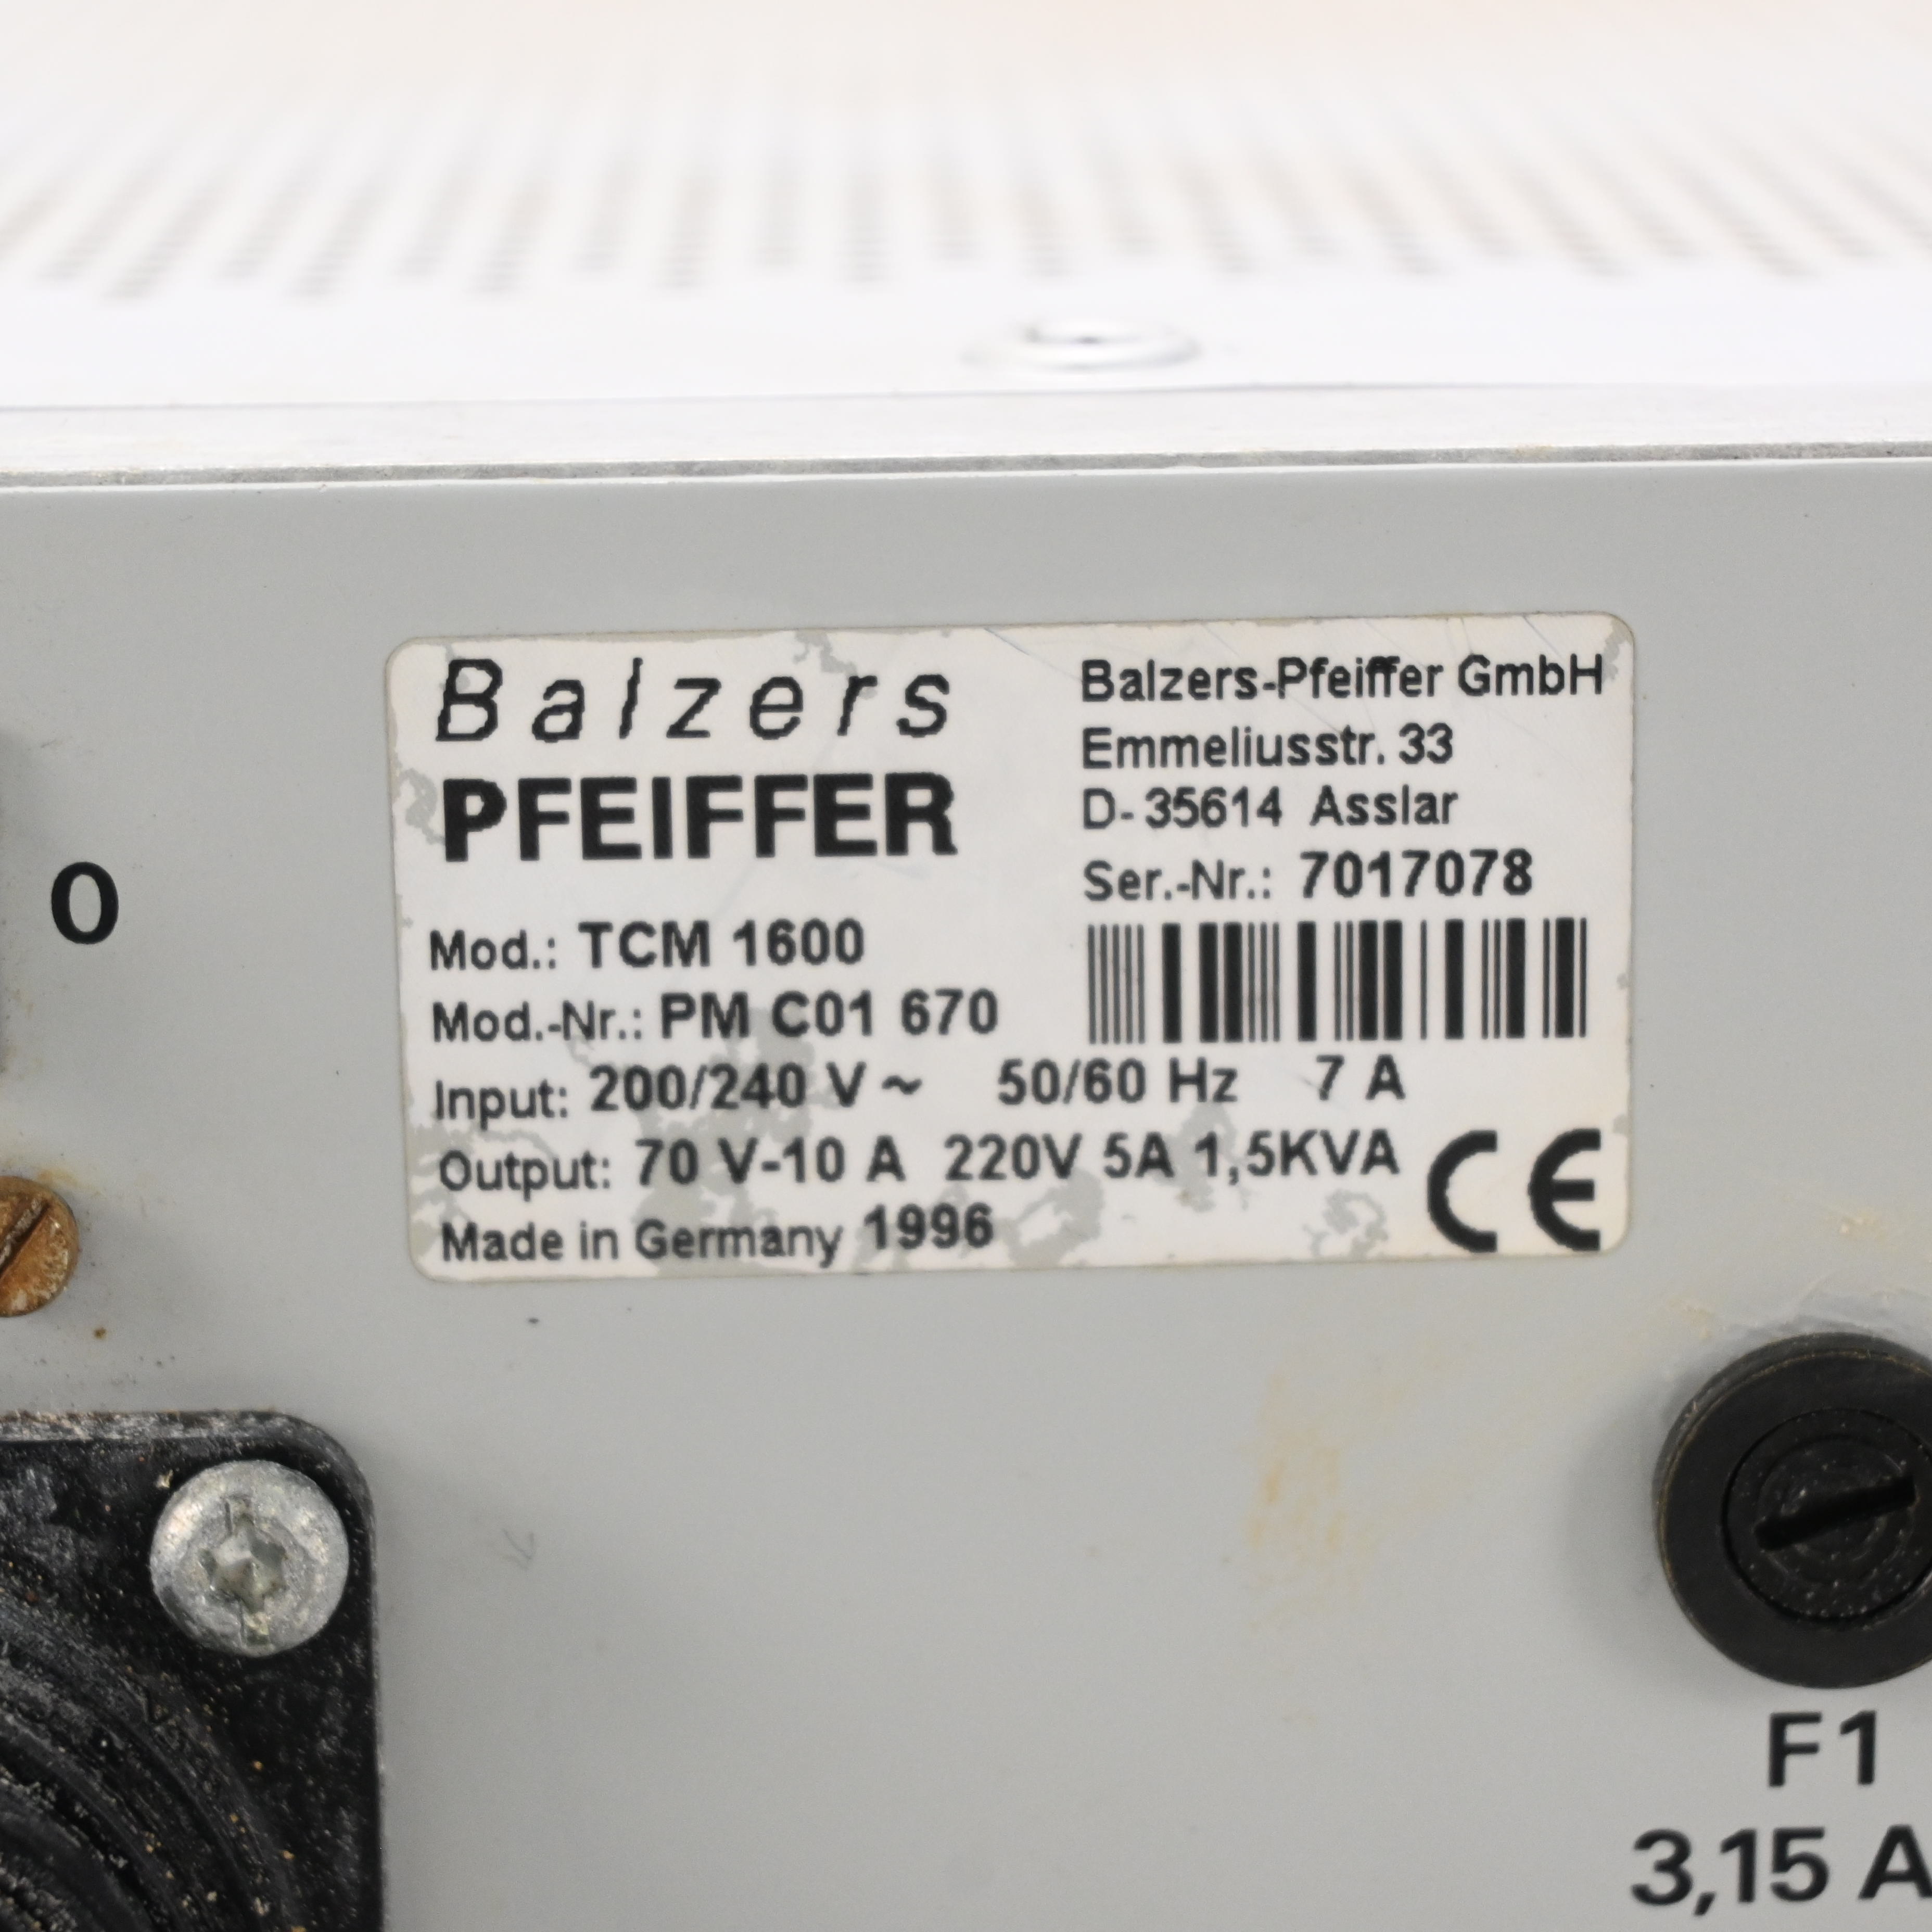 Balzers
PFEIFFER
Balzers-Pfeiffer GmbH
Emmeliusstr. 33
D-35614 Asslar
Ser.-Nr.: 7017078
Mod.: TCM 1600
Mod.-Nr.: PM C01 670
Input: 200/240 V ~ 50/60 Hz 7 A
Output: 70 V-10 A 220V 5A 1,5KVA
CE
Made in Germany 1996
0
F1
3,15 A